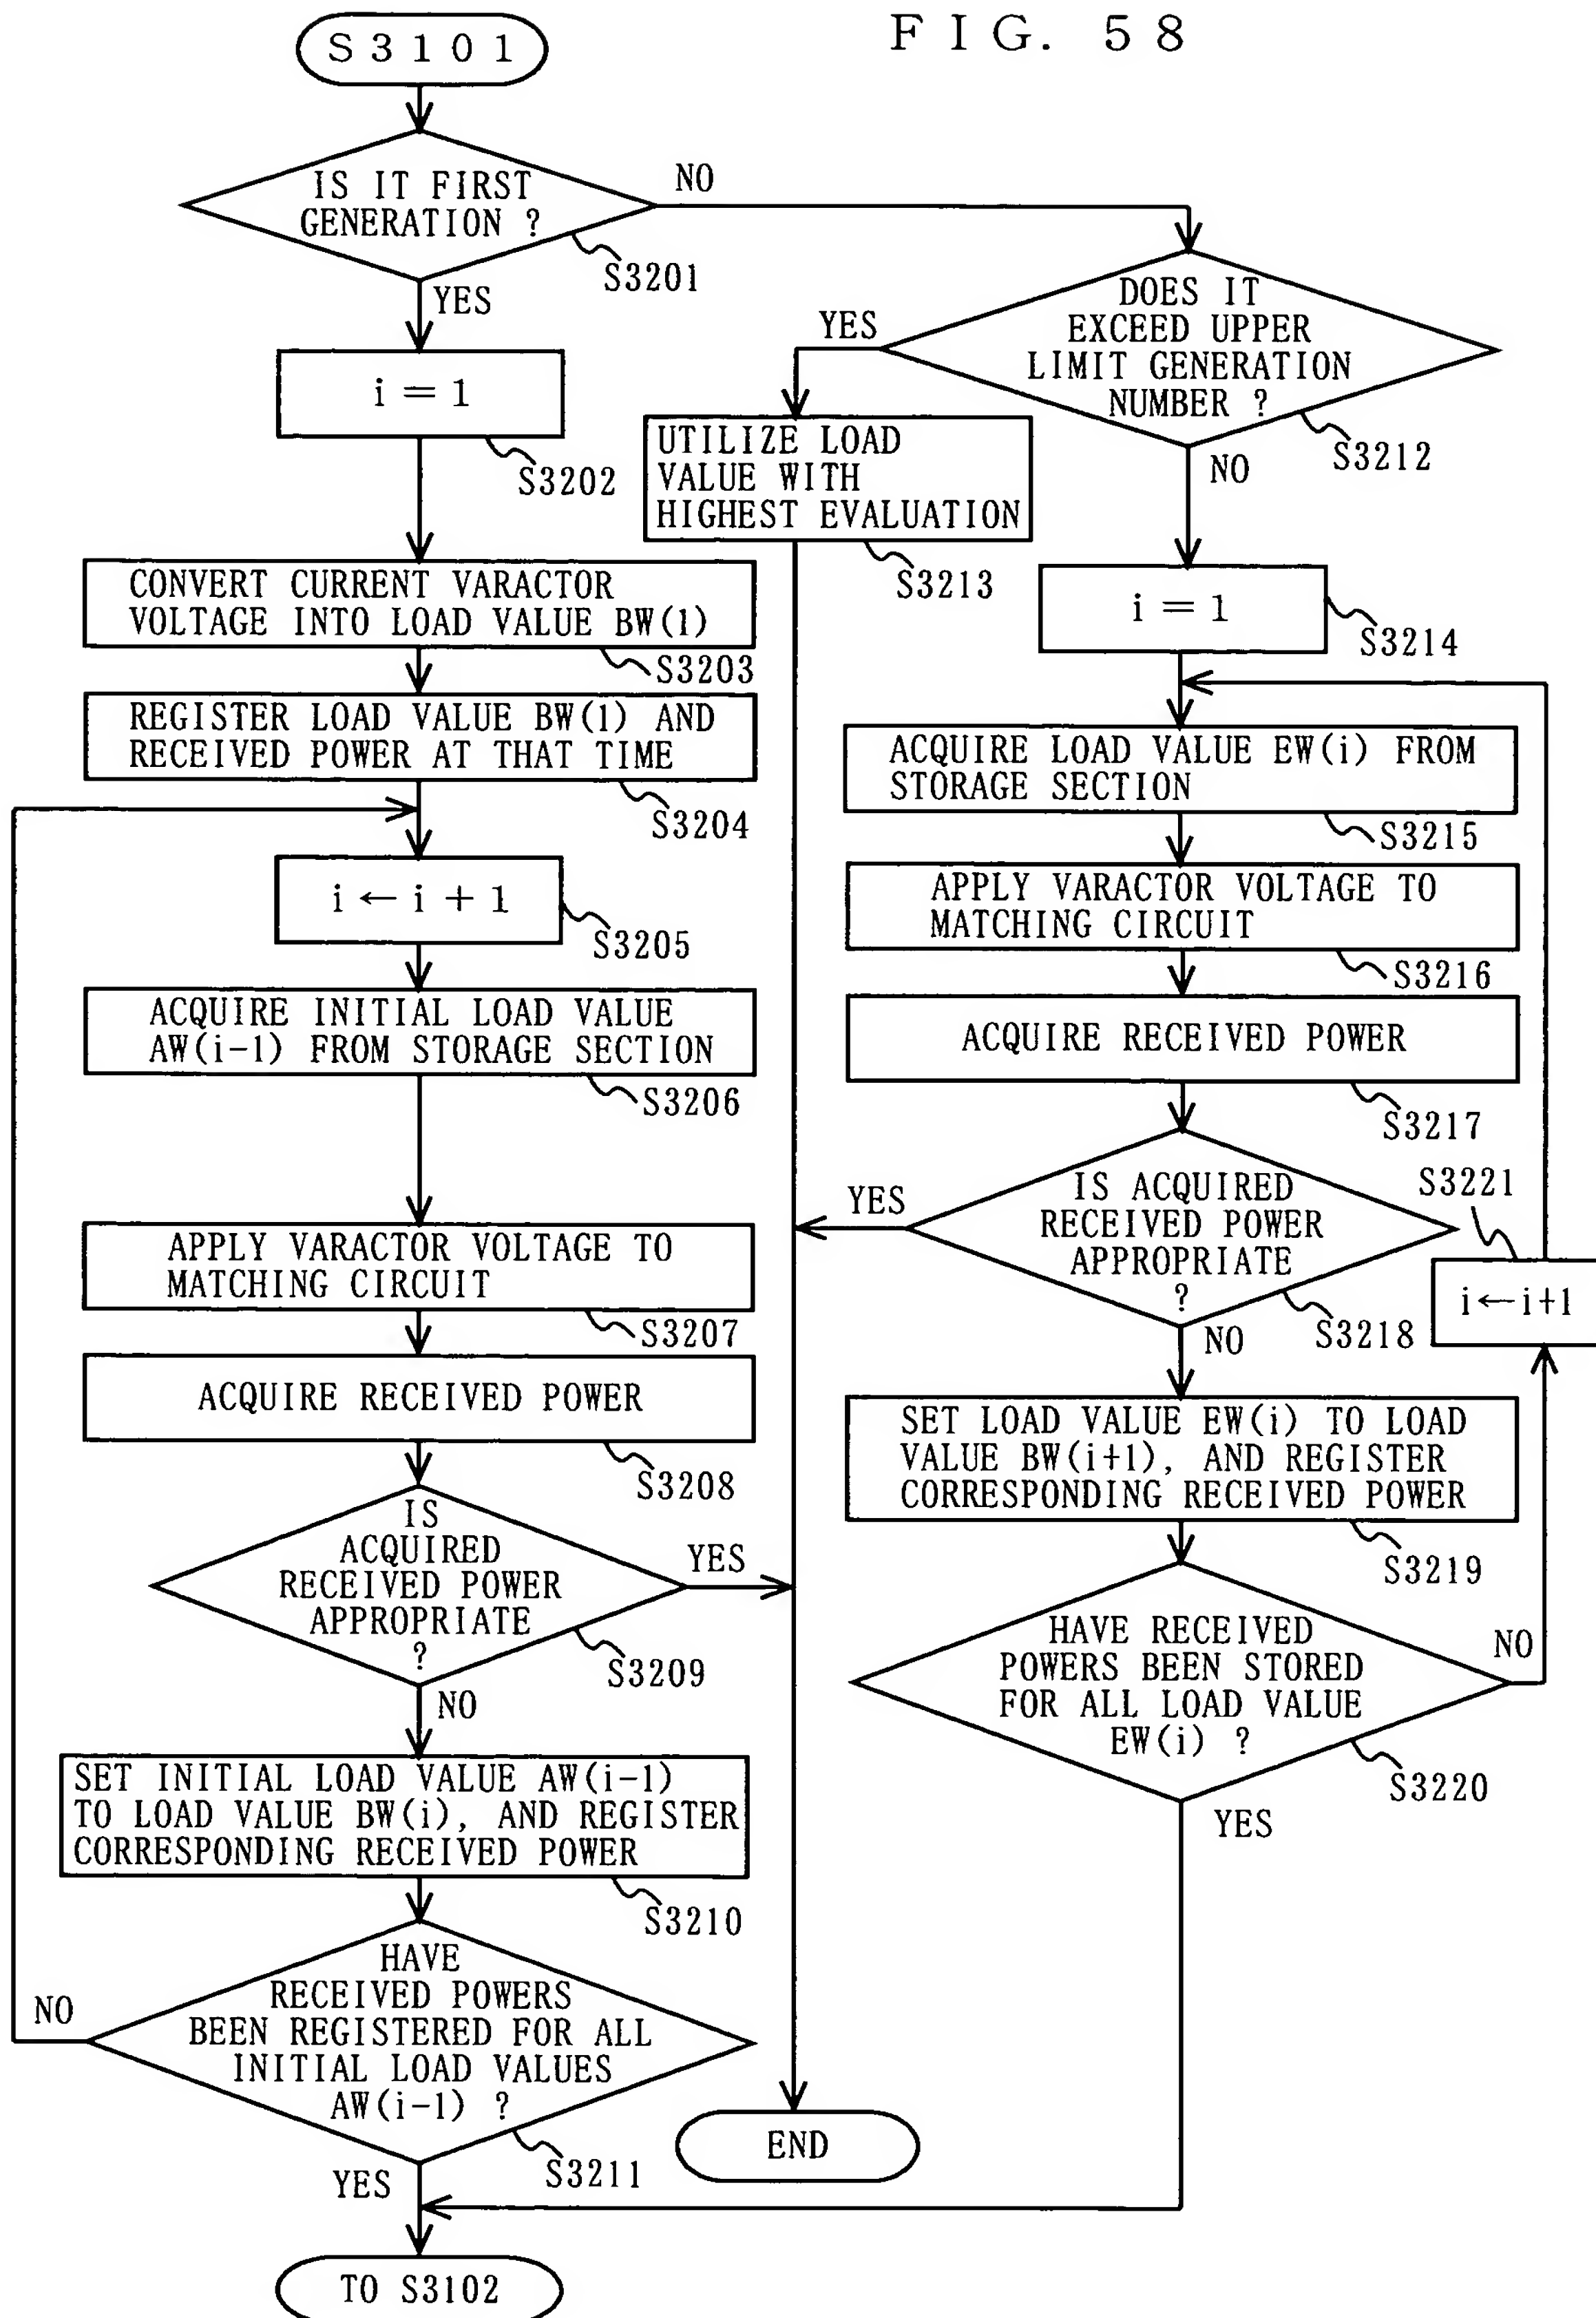 FIG. 58
S3101
IS IT FIRST
GENERATION ?
NO
S3201
YES
i = 1
S3202
CONVERT CURRENT VARACTOR
VOLTAGE INTO LOAD VALUE BW(1)
S3203
REGISTER LOAD VALUE BW(1) AND
RECEIVED POWER AT THAT TIME
S3204
i ← i + 1
S3205
ACQUIRE INITIAL LOAD VALUE
AW(i-1) FROM STORAGE SECTION
S3206
APPLY VARACTOR VOLTAGE TO
MATCHING CIRCUIT
S3207
ACQUIRE RECEIVED POWER
S3208
IS
ACQUIRED
RECEIVED POWER
APPROPRIATE
?
YES
S3209
NO
SET INITIAL LOAD VALUE AW(i-1)
TO LOAD VALUE BW(i), AND REGISTER
CORRESPONDING RECEIVED POWER
S3210
HAVE
RECEIVED POWERS
BEEN REGISTERED FOR ALL
INITIAL LOAD VALUES
AW(i-1) ?
NO
S3211
YES
TO S3102
DOES IT
EXCEED UPPER
LIMIT GENERATION
NUMBER ?
YES
S3212
NO
UTILIZE LOAD
VALUE WITH
HIGHEST EVALUATION
S3213
i = 1
S3214
ACQUIRE LOAD VALUE EW(i) FROM
STORAGE SECTION
S3215
APPLY VARACTOR VOLTAGE TO
MATCHING CIRCUIT
S3216
ACQUIRE RECEIVED POWER
S3217
IS ACQUIRED
RECEIVED POWER
APPROPRIATE
?
YES
S3218
NO
S3221
i←i+1
SET LOAD VALUE EW(i) TO LOAD
VALUE BW(i+1), AND REGISTER
CORRESPONDING RECEIVED POWER
S3219
HAVE RECEIVED
POWERS BEEN STORED
FOR ALL LOAD VALUE
EW(i) ?
NO
S3220
YES
END